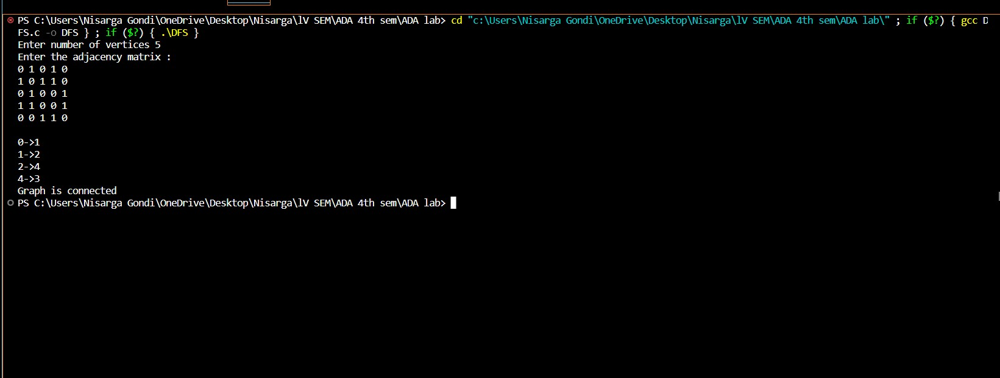 PS C:\Users\Nisarga Gondi\OneDrive\Desktop\Nisarga\lV SEM\ADA 4th sem\ADA lab> cd "c:\Users\Nisarga Gondi\OneDrive\Desktop\Nisarga\lV SEM\ADA 4th sem\ADA lab\" ; if ($?) { gcc D
FS.c -o DFS } ; if ($?) { .\DFS }
Enter number of vertices 5
Enter the adjacency matrix :
0 1 0 1 0
1 0 1 1 0
0 1 0 0 1
1 1 0 0 1
0 0 1 1 0
0->1
1->2
2->4
4->3
Graph is connected
PS C:\Users\Nisarga Gondi\OneDrive\Desktop\Nisarga\lV SEM\ADA 4th sem\ADA lab>